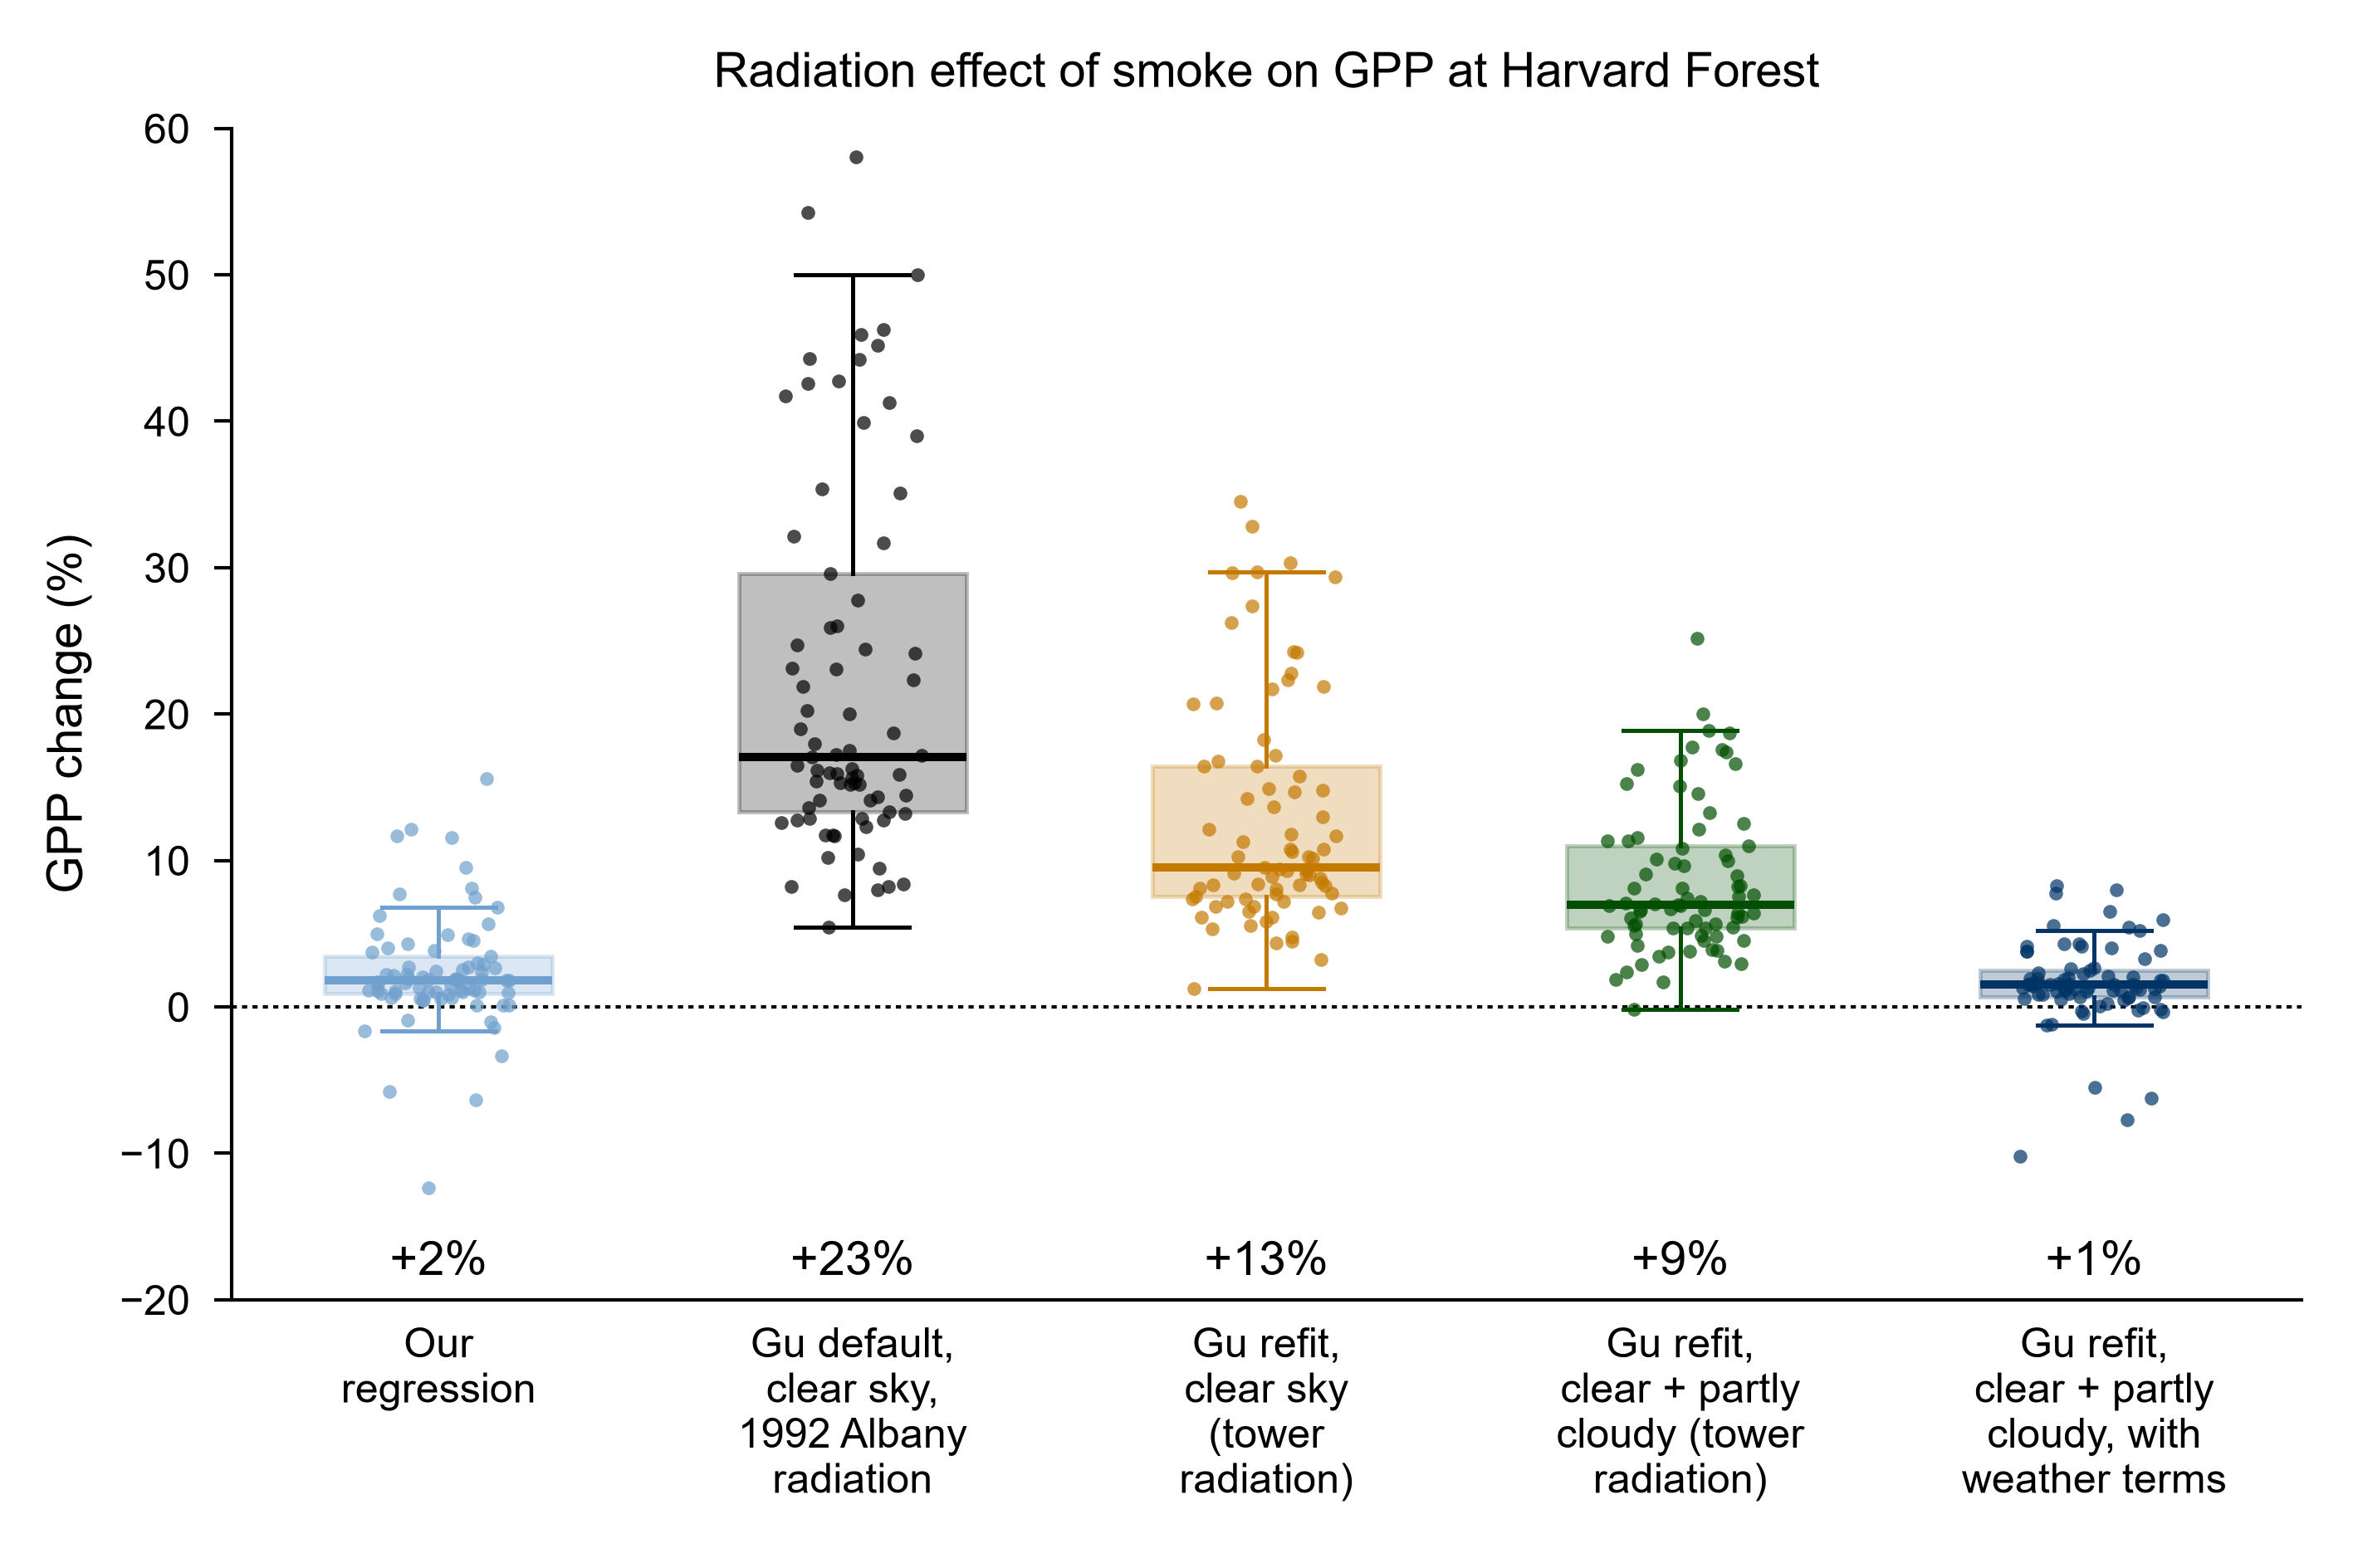 Radiation effect of smoke on GPP at Harvard Forest
GPP change (%)
60
50
40
30
20
10
0
−10
−20
+2%
+23%
+13%
+9%
+1%
Our
regression
Gu default,
clear sky,
1992 Albany
radiation
Gu refit,
clear sky
(tower
radiation)
Gu refit,
clear + partly
cloudy (tower
radiation)
Gu refit,
clear + partly
cloudy, with
weather terms